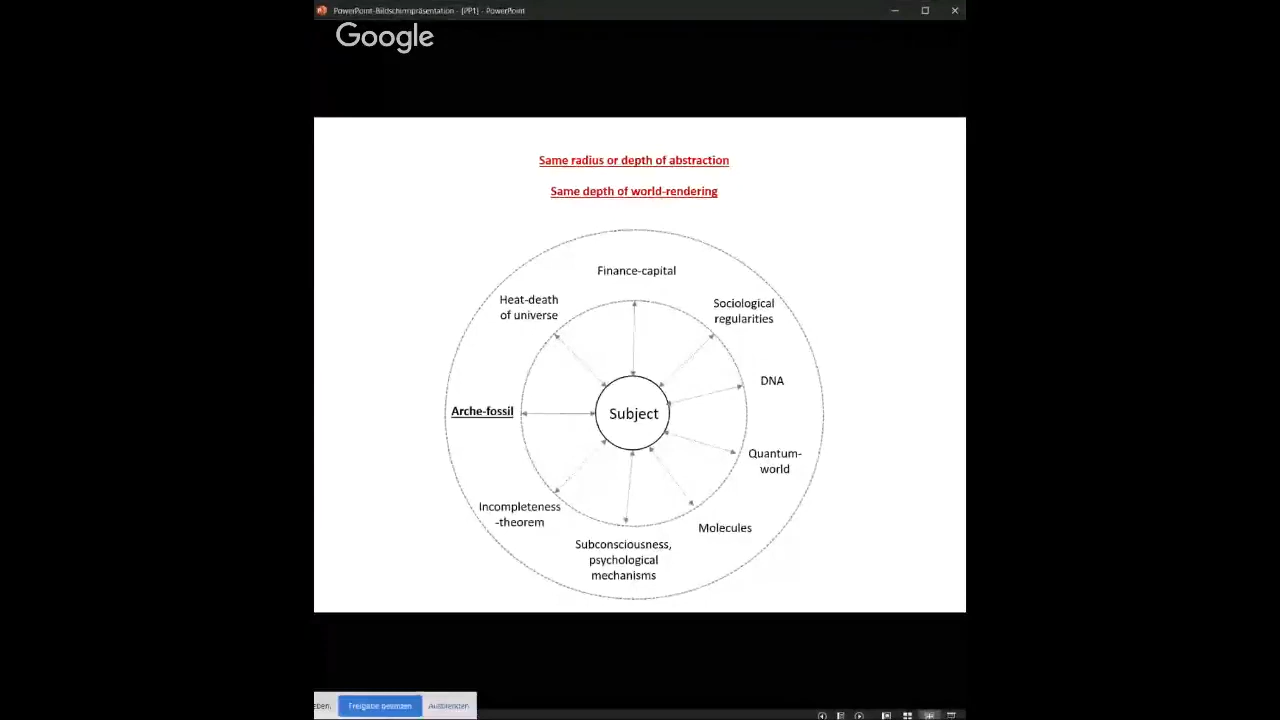 PowerPoint-Bildschirmpräsentation - [PP1] - PowerPoint
Google
Same radius or depth of abstraction
Same depth of world-rendering
Finance-capital
Heat-death
of universe
Sociological
regularities
DNA
Arche-fossil
Subject
Quantum-
world
Incompleteness
-theorem
Molecules
Subconsciousness,
psychological
mechanisms
Freigabe beenden
Ausblenden